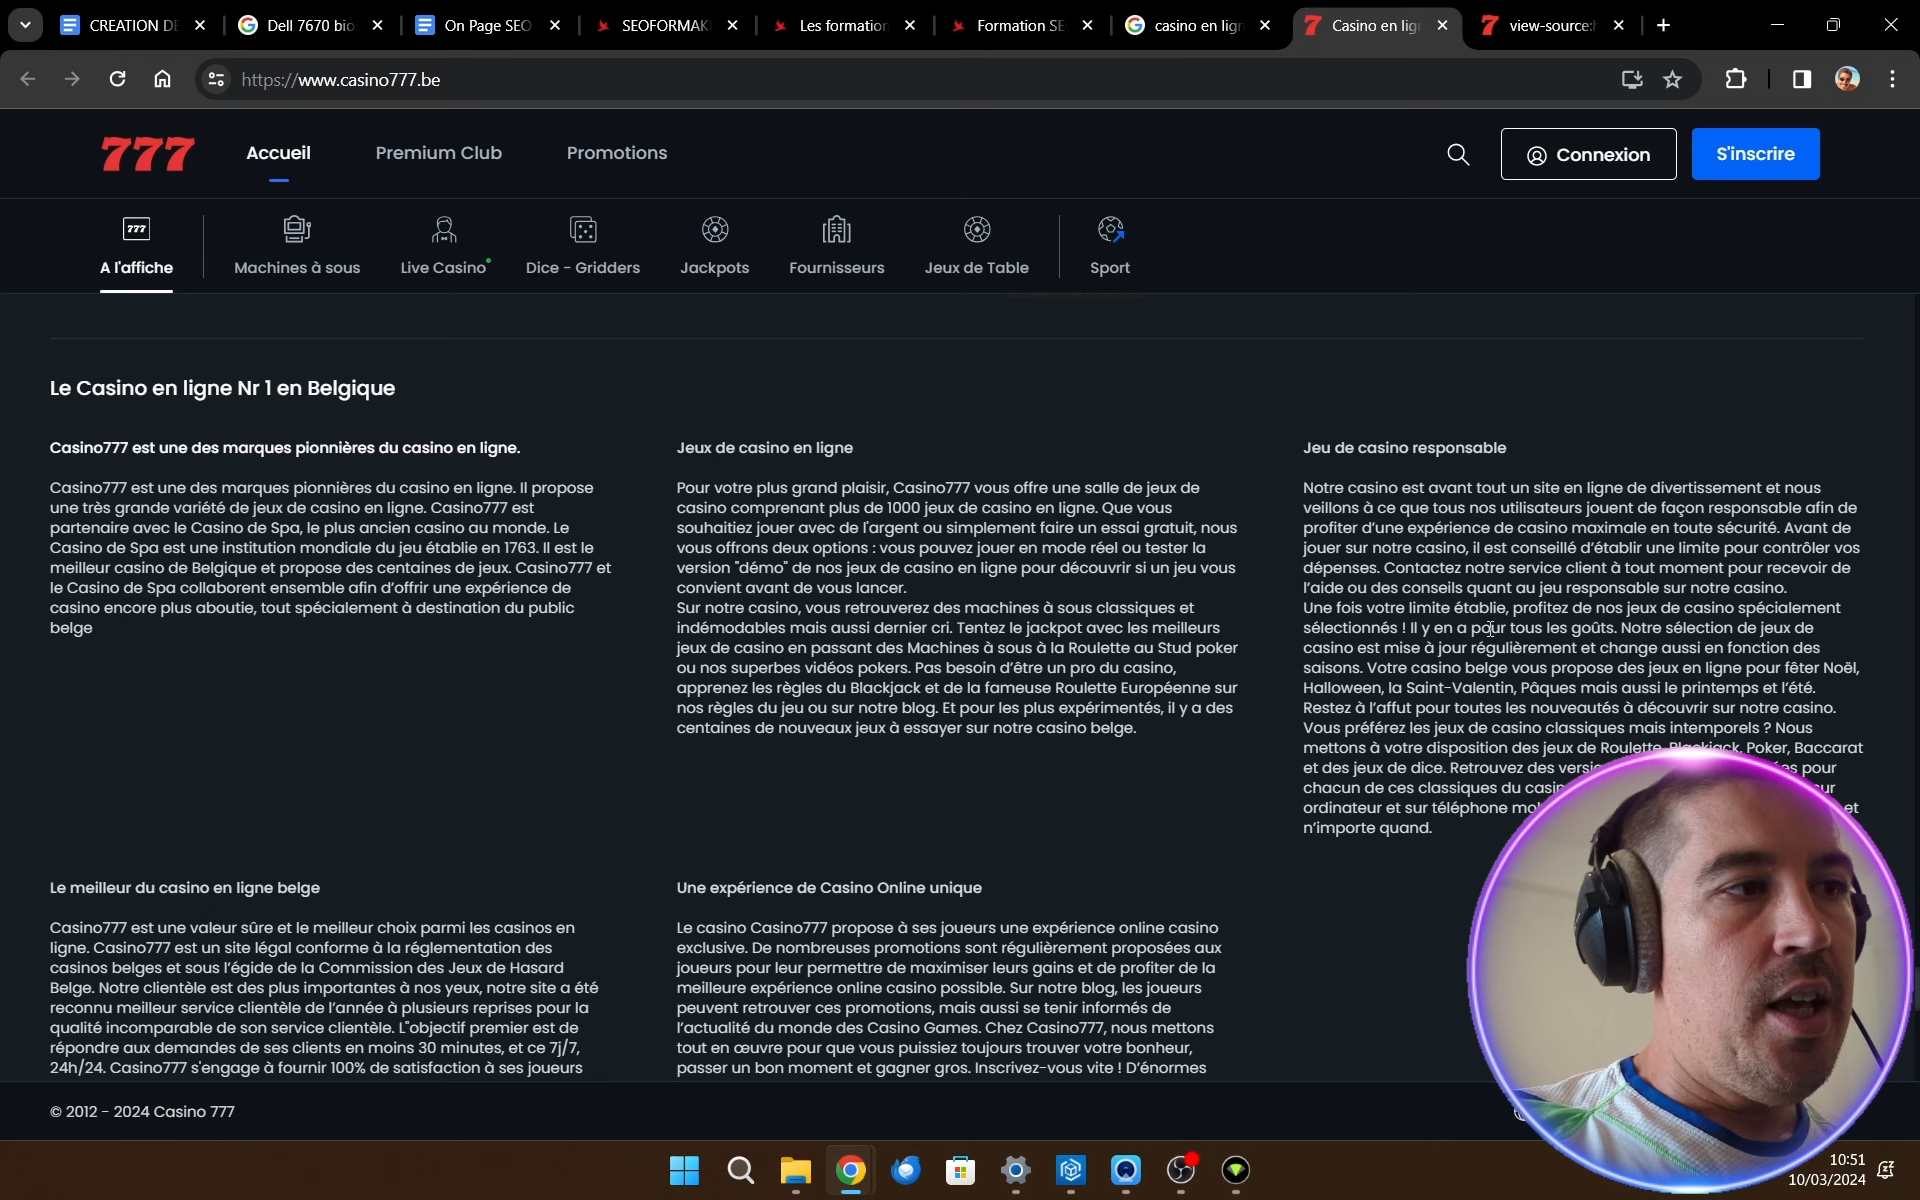 CREATION DE
Dell 7670 bio
On Page SEO
SEOFORMAK
Les formation
Formation SE
casino en lign
Casino en lig
view-source:h
https://www.casino777.be
777
Accueil
Premium Club
Promotions
Connexion
S'inscrire
777
A l'affiche
Machines à sous
Live Casino
Dice - Gridders
Jackpots
Fournisseurs
Jeux de Table
Sport
Le Casino en ligne Nr 1 en Belgique
Casino777 est une des marques pionnières du casino en ligne.
Casino777 est une des marques pionnières du casino en ligne. Il propose
une très grande variété de jeux de casino en ligne. Casino777 est
partenaire avec le Casino de Spa, le plus ancien casino au monde. Le
Casino de Spa est une institution mondiale du jeu établie en 1763. Il est le
meilleur casino de Belgique et propose des centaines de jeux. Casino777 et
le Casino de Spa collaborent ensemble afin d'offrir une expérience de
casino encore plus aboutie, tout spécialement à destination du public
belge
Jeux de casino en ligne
Pour votre plus grand plaisir, Casino777 vous offre une salle de jeux de
casino comprenant plus de 1000 jeux de casino en ligne. Que vous
souhaitiez jouer avec de l'argent ou simplement faire un essai gratuit, nous
vous offrons deux options : vous pouvez jouer en mode réel ou tester la
version "démo" de nos jeux de casino en ligne pour découvrir si un jeu vous
convient avant de vous lancer.
Sur notre casino, vous retrouverez des machines à sous classiques et
indémodables mais aussi dernier cri. Tentez le jackpot avec les meilleurs
jeux de casino en passant des Machines à sous à la Roulette au Stud poker
ou nos superbes vidéos pokers. Pas besoin d'être un pro du casino,
apprenez les règles du Blackjack et de la fameuse Roulette Européenne sur
nos règles du jeu ou sur notre blog. Et pour les plus expérimentés, il y a des
centaines de nouveaux jeux à essayer sur notre casino belge.
Jeu de casino responsable
Notre casino est avant tout un site en ligne de divertissement et nous
veillons à ce que tous nos utilisateurs jouent de façon responsable afin de
profiter d'une expérience de casino maximale en toute sécurité. Avant de
jouer sur notre casino, il est conseillé d'établir une limite pour contrôler vos
dépenses. Contactez notre service client à tout moment pour recevoir de
l'aide ou des conseils quant au jeu responsable sur notre casino.
Une fois votre limite établie, profitez de nos jeux de casino spécialement
sélectionnés ! Il y en a pour tous les goûts. Notre sélection de jeux de
casino est mise à jour régulièrement et change aussi en fonction des
saisons. Votre casino belge vous propose des jeux en ligne pour fêter Noël,
Halloween, la Saint-Valentin, Pâques mais aussi le printemps et l'été.
Restez à l'affut pour toutes les nouveautés à découvrir sur notre casino.
Vous préférez les jeux de casino classiques mais intemporels ? Nous
mettons à votre disposition des jeux de Roulette, Blackjack, Poker, Baccarat
et des jeux de dice. Retrouvez des versi pour
chacun de ces classiques du casin
ordinateur et sur téléphone mo et
n'importe quand.
Le meilleur du casino en ligne belge
Casino777 est une valeur sûre et le meilleur choix parmi les casinos en
ligne. Casino777 est un site légal conforme à la réglementation des
casinos belges et sous l'égide de la Commission des Jeux de Hasard
Belge. Notre clientèle est des plus importantes à nos yeux, notre site a été
reconnu meilleur service clientèle de l'année à plusieurs reprises pour la
qualité incomparable de son service clientèle. L"objectif premier est de
répondre aux demandes de ses clients en moins 30 minutes, et ce 7j/7,
24h/24. Casino777 s'engage à fournir 100% de satisfaction à ses joueurs
Une expérience de Casino Online unique
Le casino Casino777 propose à ses joueurs une expérience online casino
exclusive. De nombreuses promotions sont régulièrement proposées aux
joueurs pour leur permettre de maximiser leurs gains et de profiter de la
meilleure expérience online casino possible. Sur notre blog, les joueurs
peuvent retrouver ces promotions, mais aussi se tenir informés de
l'actualité du monde des Casino Games. Chez Casino777, nous mettons
tout en œuvre pour que vous puissiez toujours trouver votre bonheur,
passer un bon moment et gagner gros. Inscrivez-vous vite ! D'énormes
© 2012 - 2024 Casino 777
10:51
10/03/2024